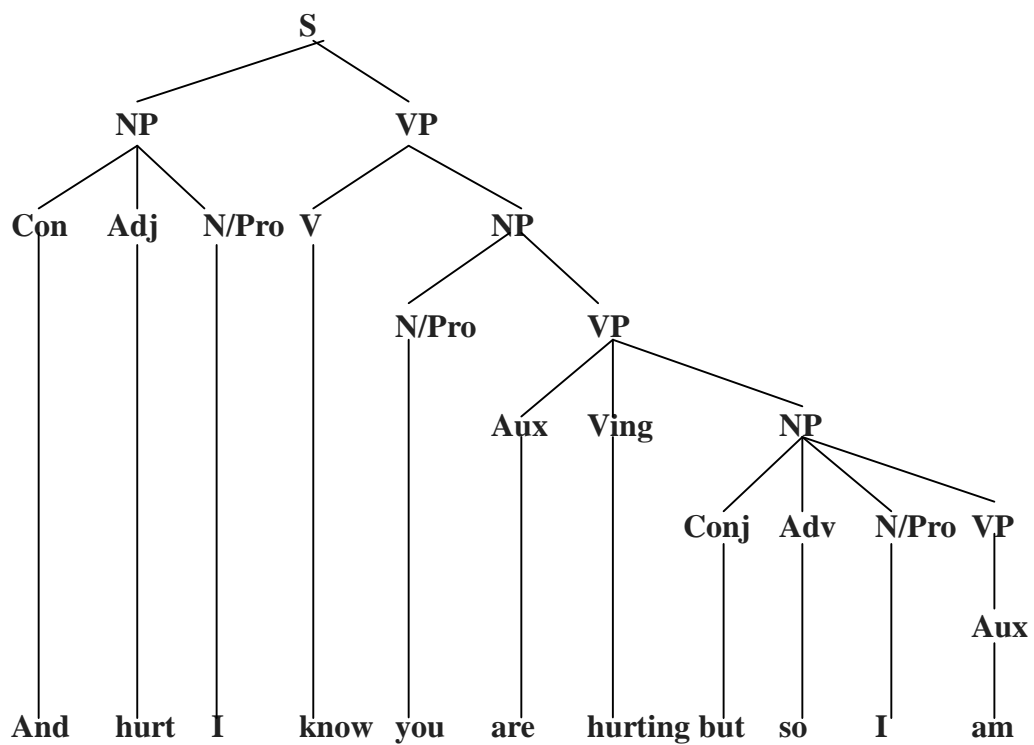 S
NP VP
Con Adj N/Pro V NP
N/Pro VP
Aux Ving NP
Conj Adv N/Pro VP
Aux
And hurt I know you are hurting but so I am